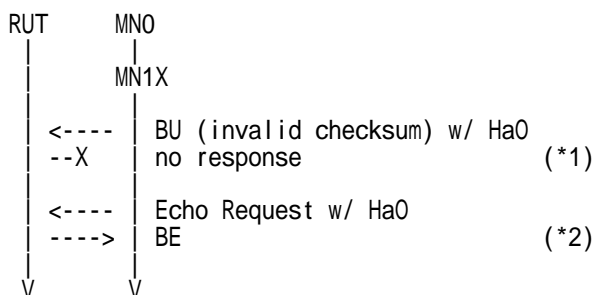 RUT MN0
MN1X
<---- BU (invalid checksum) w/ HaO
--X no response (*1)
<---- Echo Request w/ HaO
----> BE (*2)
V V